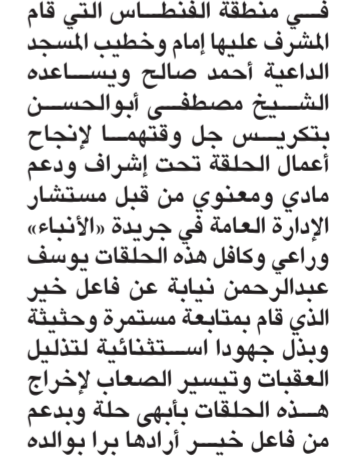 في منطقة الفنطاس التي قام
المشرف عليها إمام وخطيب المسجد
الداعية أحمد صالح ويساعده
الشيخ مصطفى أبوالحسن
بتكريس جل وقتهما لإنجاح
أعمال الحلقة تحت إشراف ودعم
مادي ومعنوي من قبل مستشار
الإدارة العامة في جريدة «الأنباء»
وراعي وكافل هذه الحلقات يوسف
عبدالرحمن نيابة عن فاعل خير
الذي قام بمتابعة مستمرة وحثيثة
وبذل جهودا استثنائية لتذليل
العقبات وتيسير الصعاب لإخراج
هذه الحلقات بأبهى حلة وبدعم
من فاعل خير أرادها برا بوالده